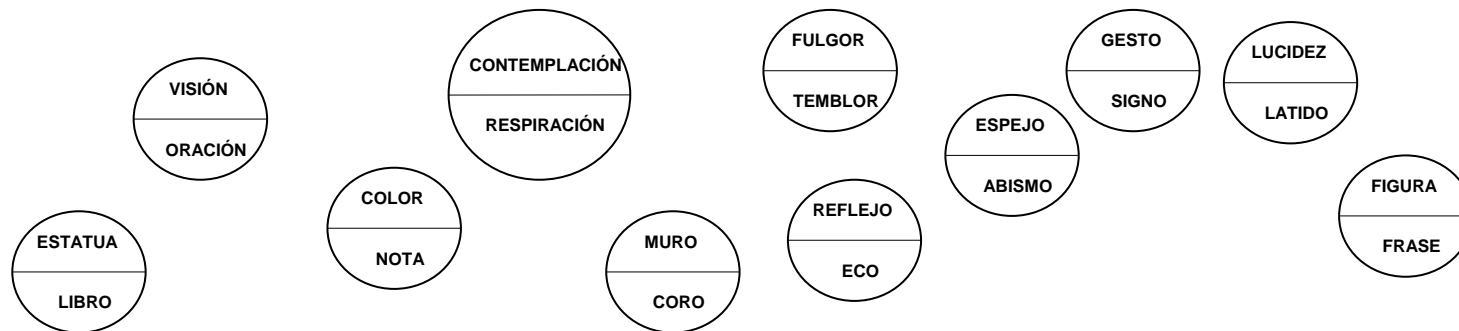 VISIÓN
ORACIÓN
CONTEMPLACIÓN
RESPIRACIÓN
FULGOR
TEMBLOR
GESTO
SIGNO
LUCIDEZ
LATIDO
ESPEJO
ABISMO
ESTATUA
LIBRO
COLOR
NOTA
MURO
CORO
REFLEJO
ECO
FIGURA
FRASE